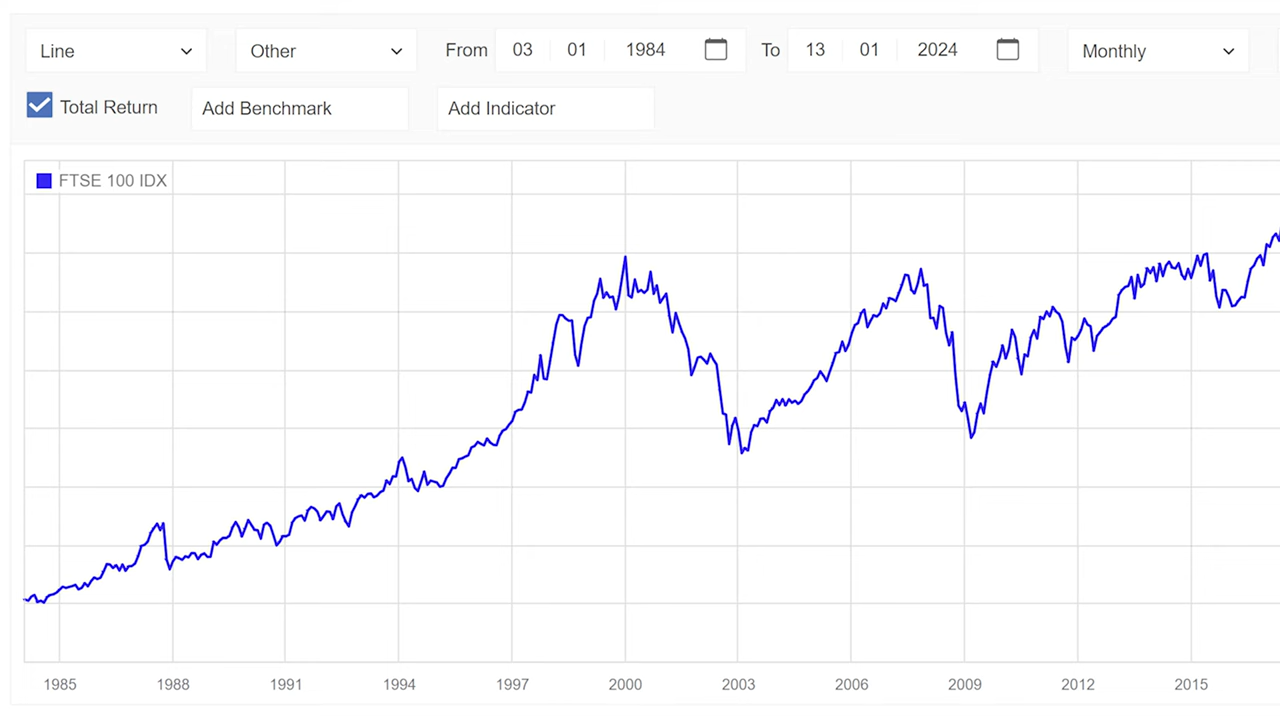 Line Other From 03 01 1984 To 13 01 2024 Monthly
Total Return Add Benchmark Add Indicator
FTSE 100 IDX
1985 1988 1991 1994 1997 2000 2003 2006 2009 2012 2015